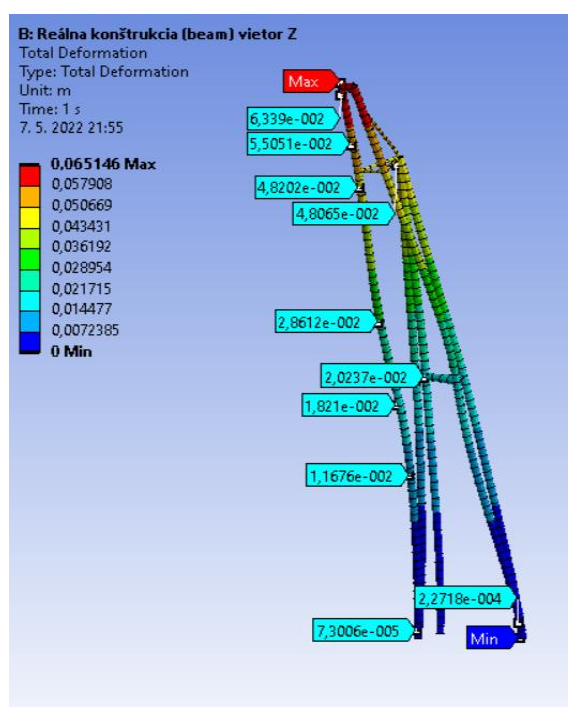 B: Reálna konštrukcia (beam) vietor Z
Total Deformation
Type: Total Deformation
Unit: m
Time: 1 s
7. 5. 2022 21:55
0,065146 Max
0,057908
0,050669
0,043431
0,036192
0,028954
0,021715
0,014477
0,0072385
0 Min
Max
6,339e-002
5,5051e-002
4,8202e-002
4,8065e-002
2,8612e-002
2,0237e-002
1,821e-002
1,1676e-002
2,2718e-004
7,3006e-005
Min